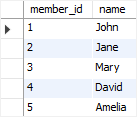 member_id name
1 John
2 Jane
3 Mary
4 David
5 Amelia